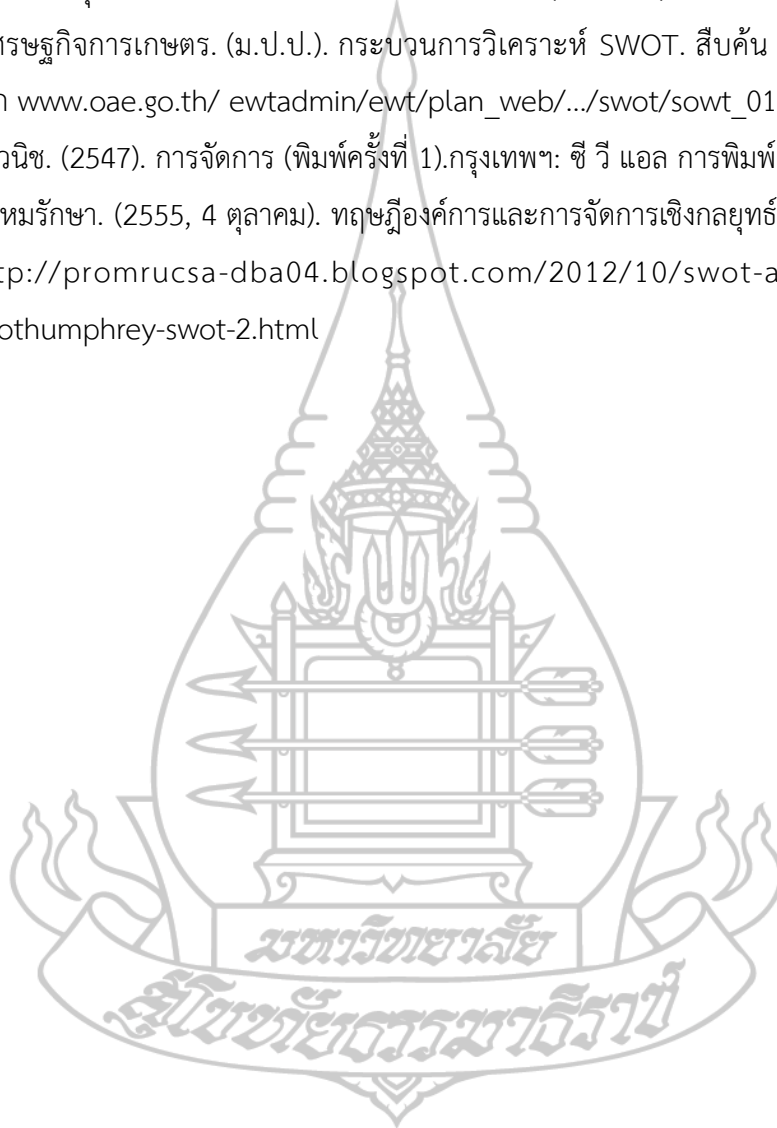 ศรษฐกิจการเกษตร. (ม.ป.ป.). กระบวนการวิเคราะห์ SWOT. สืบค้น
www.oae.go.th/ ewtadmin/ewt/plan_web/.../swot/sowt_01
วนิช. (2547). การจัดการ (พิมพ์ครั้งที่ 1).กรุงเทพฯ: ซี วี แอล การพิมพ์
หมรักษา. (2555, 4 ตุลาคม). ทฤษฎีองค์การและการจัดการเชิงกลยุทธ์
tp://promrucsa-dba04.blogspot.com/2012/10/swot-a
othumphrey-swot-2.html
มหาวิทยาลัย
สุโขทัยธรรมาธิราช